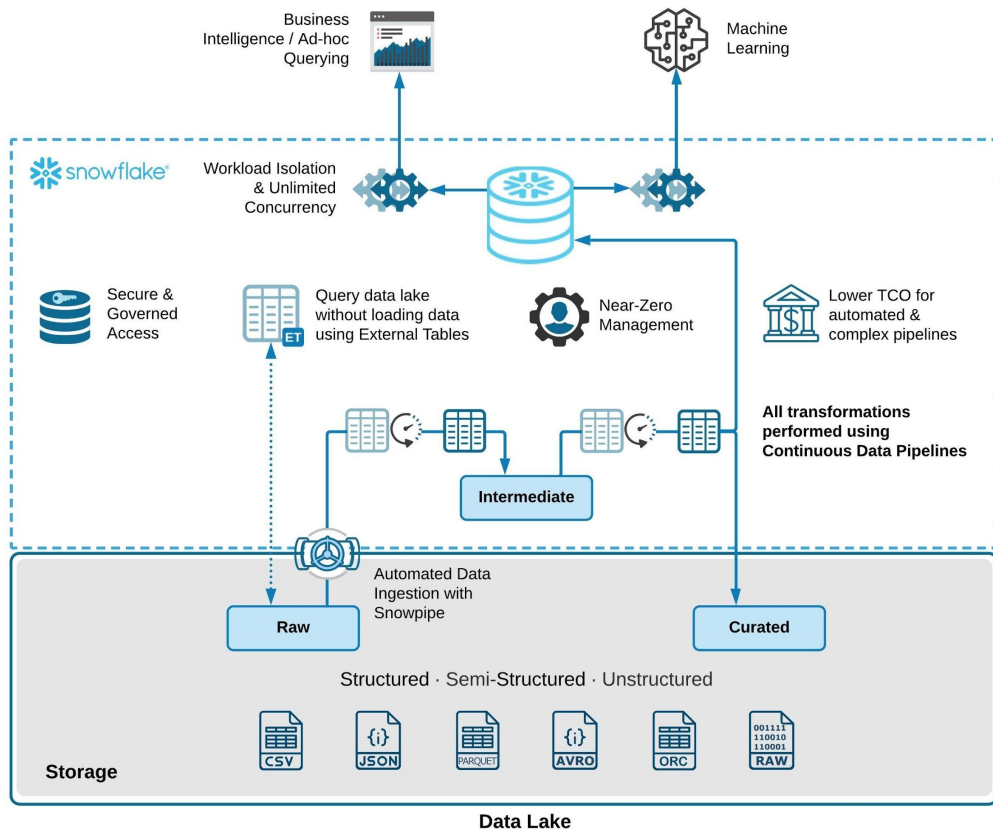 Business
Intelligence / Ad-hoc
Querying
Machine
Learning
snowflake®
Workload Isolation
& Unlimited
Concurrency
Secure &
Governed
Access
ET
Query data lake
without loading data
using External Tables
Near-Zero
Management
$
Lower TCO for
automated &
complex pipelines
All transformations
performed using
Continuous Data Pipelines
Intermediate
Automated Data
Ingestion with
Snowpipe
Raw
Curated
Structured · Semi-Structured · Unstructured
CSV
{i}
JSON
PARQUET
{i}
AVRO
ORC
001111
110010
110001
RAW
Storage
Data Lake